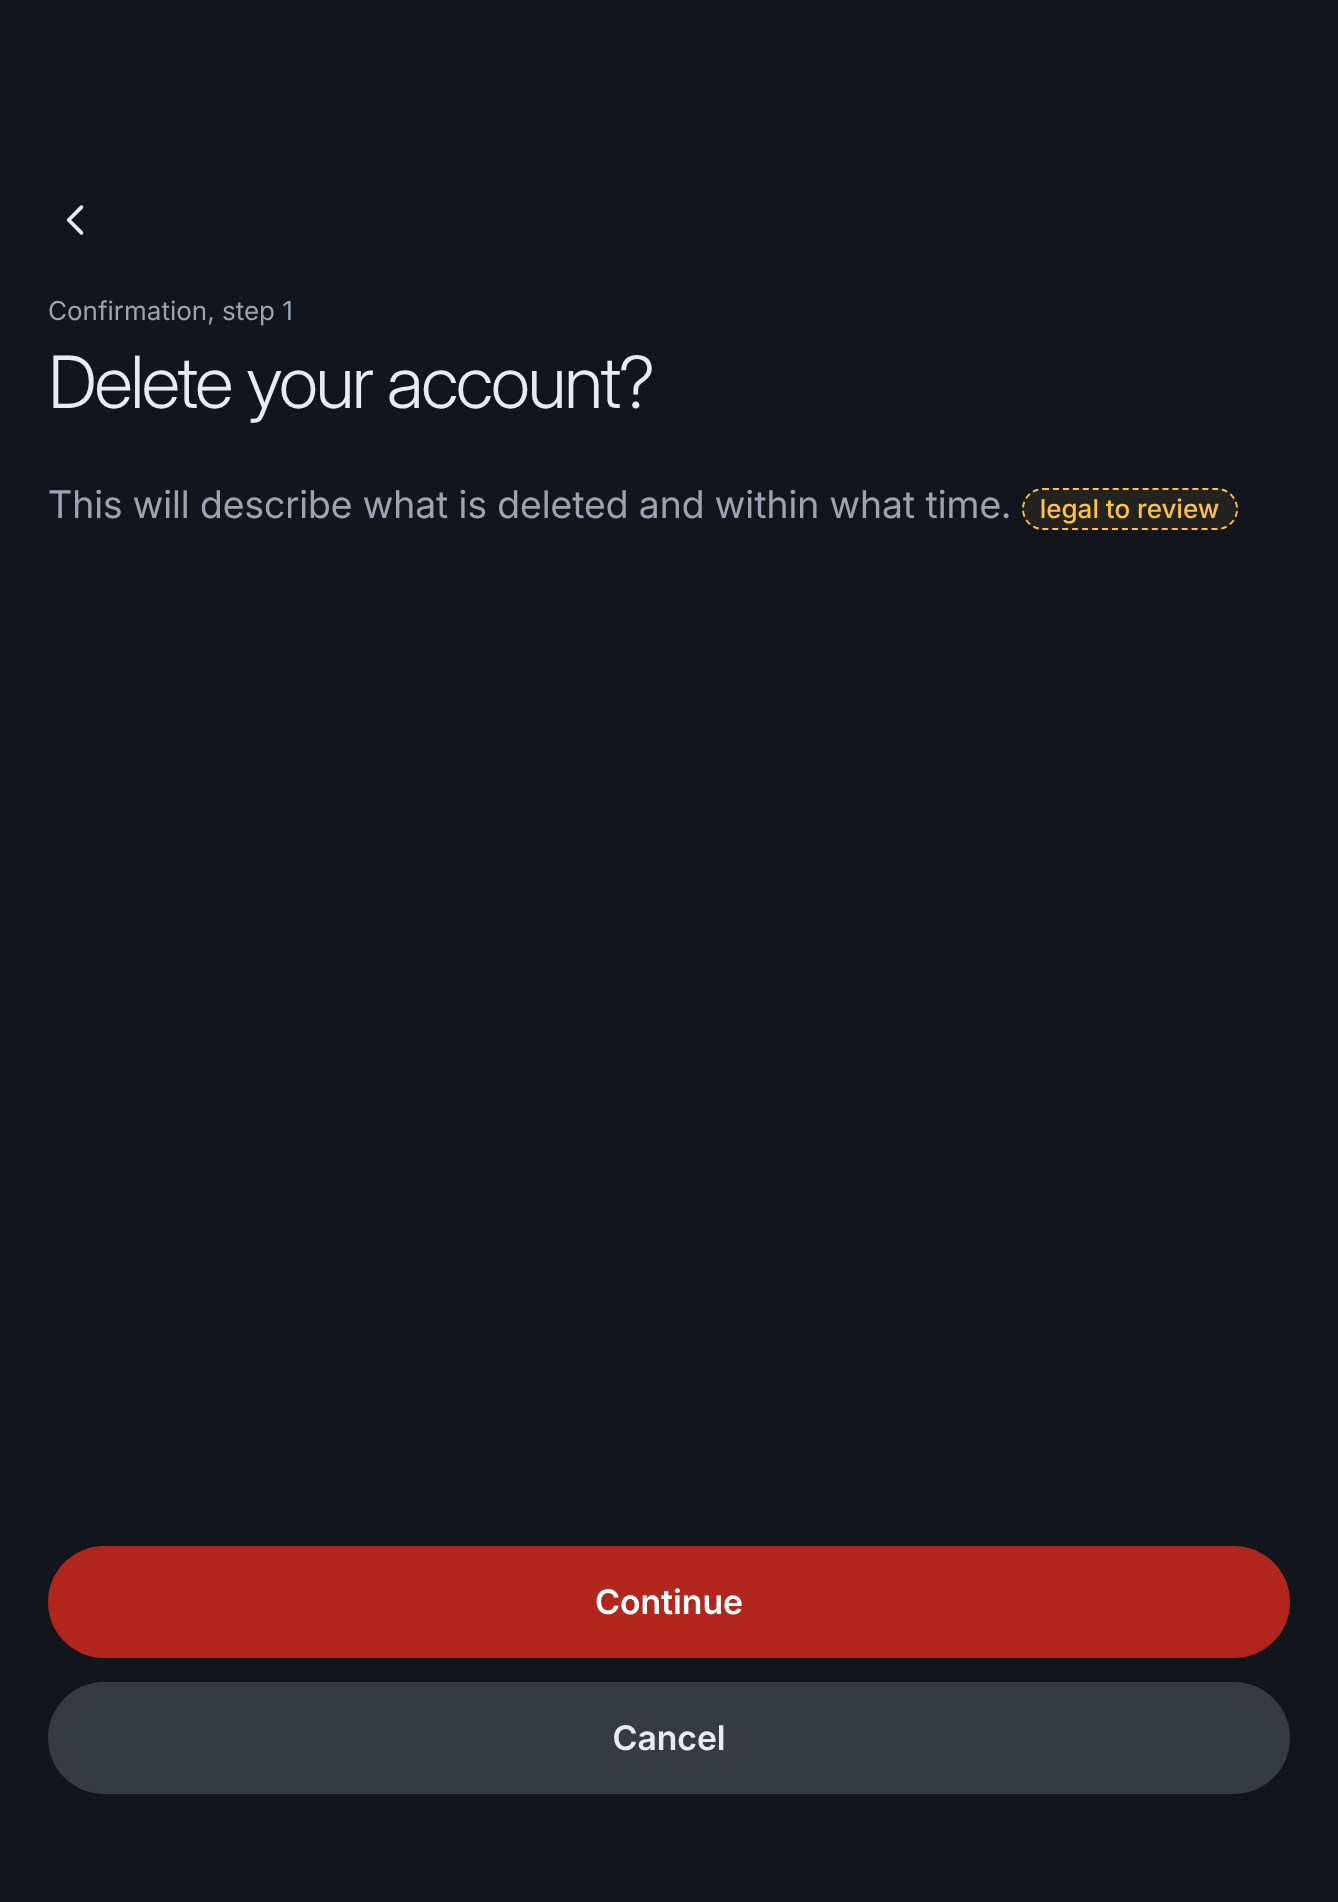 Confirmation, step 1
Delete your account?
This will describe what is deleted and within what time. legal to review
Continue
Cancel